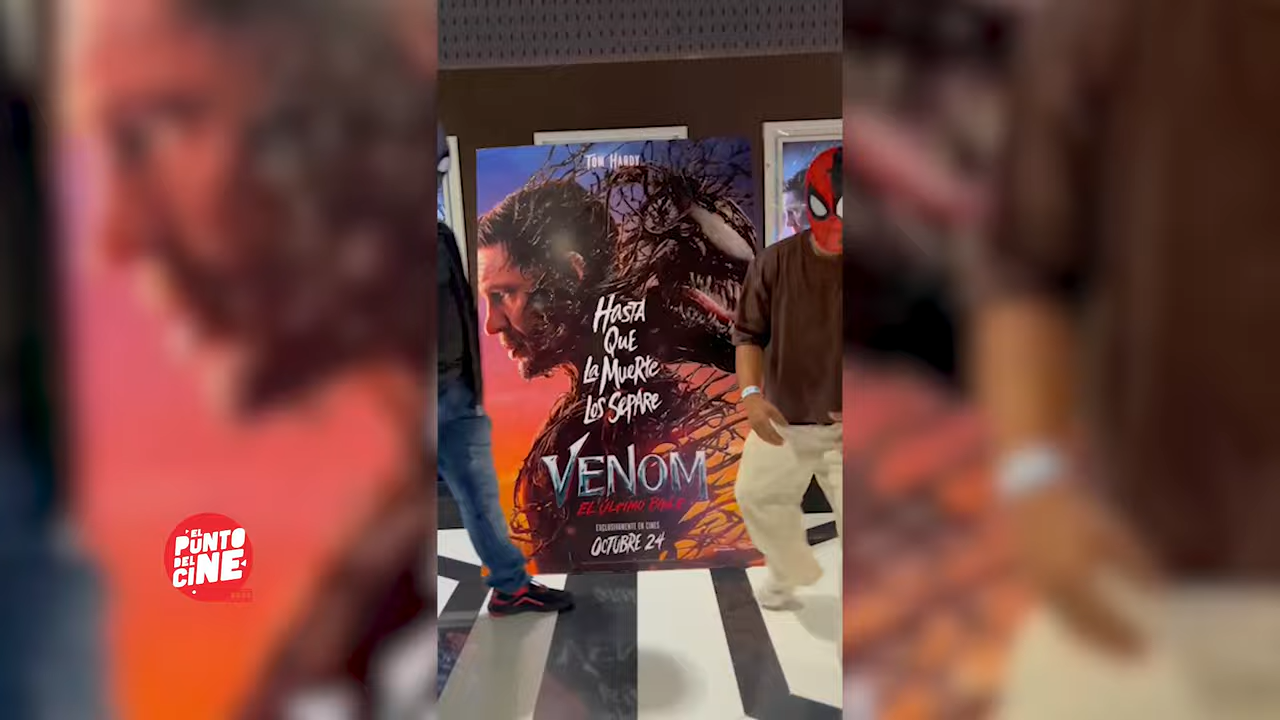 TOM HARDY
HASTA
QUE
LA MUERTE
LOS SEPARE
VENOM
EL ÚLTIMO BAILE
EXCLUSIVAMENTE EN CINES
OCTUBRE 24
EL
PUNTO
DEL
CINE